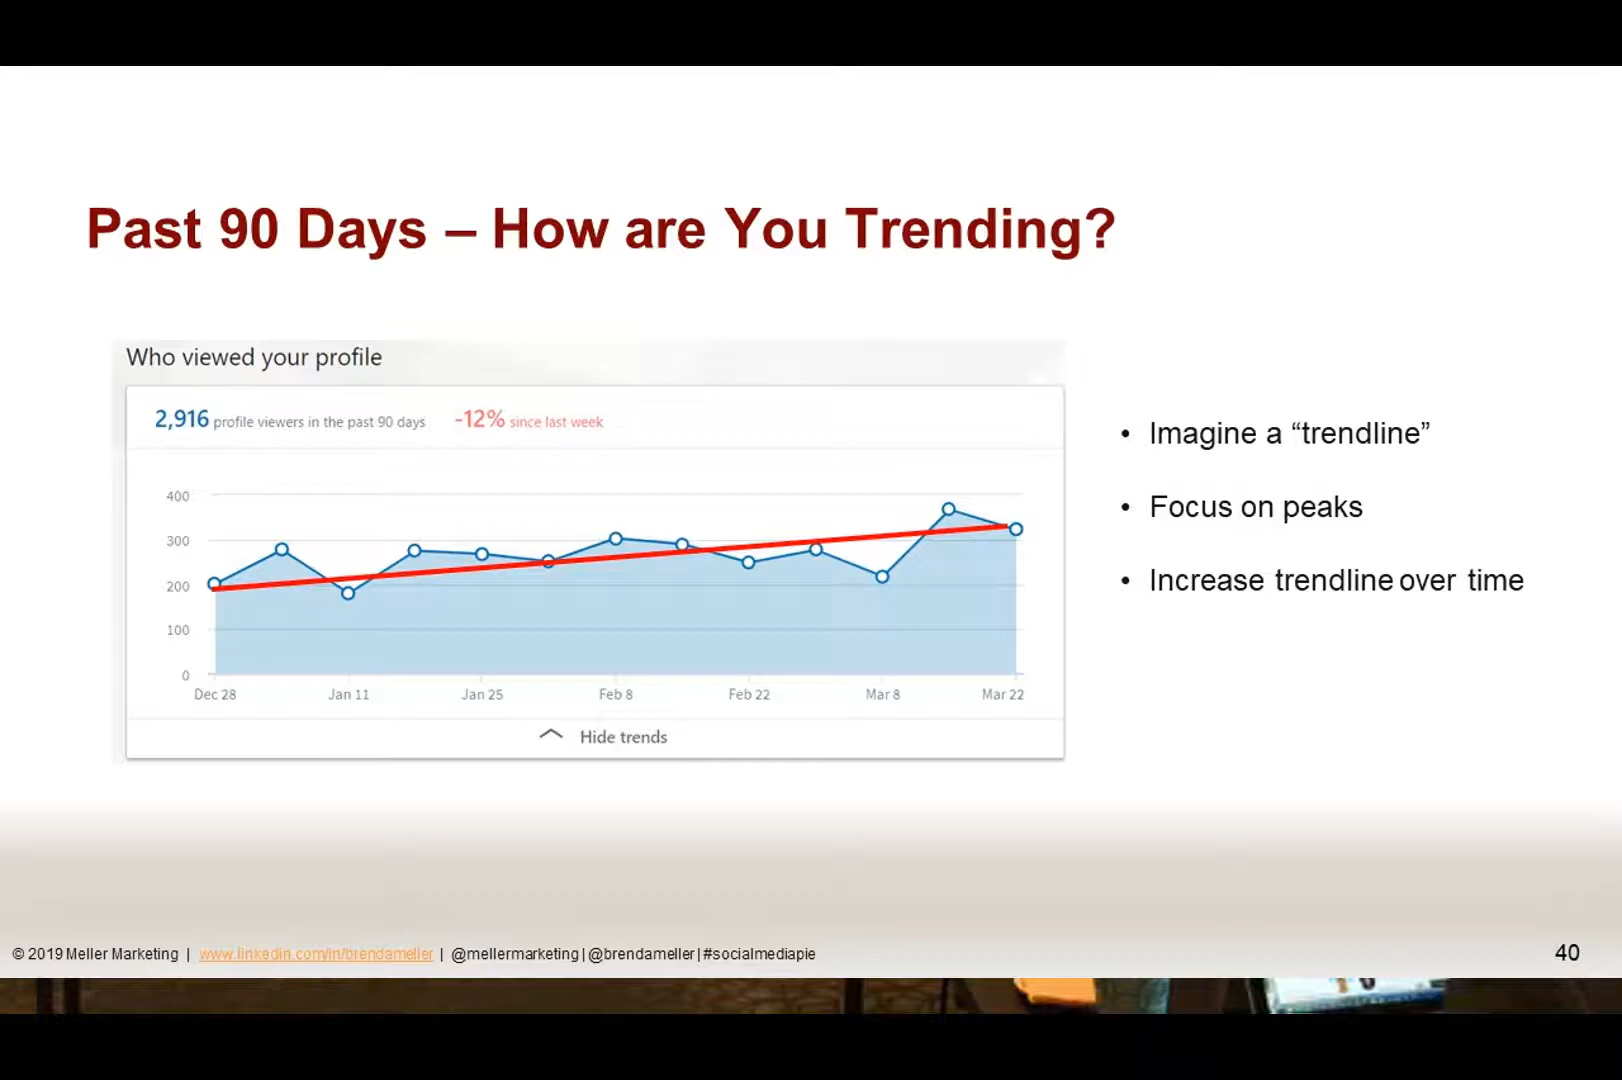 Past 90 Days – How are You Trending?
Who viewed your profile
2,916 profile viewers in the past 90 days -12% since last week
400
300
200
100
0
Dec 28 Jan 11 Jan 25 Feb 8 Feb 22 Mar 8 Mar 22
Hide trends
• Imagine a “trendline”
• Focus on peaks
• Increase trendline over time
© 2019 Meller Marketing | www.linkedin.com/in/brendameller | @mellermarketing | @brendameller | #socialmediapie
40